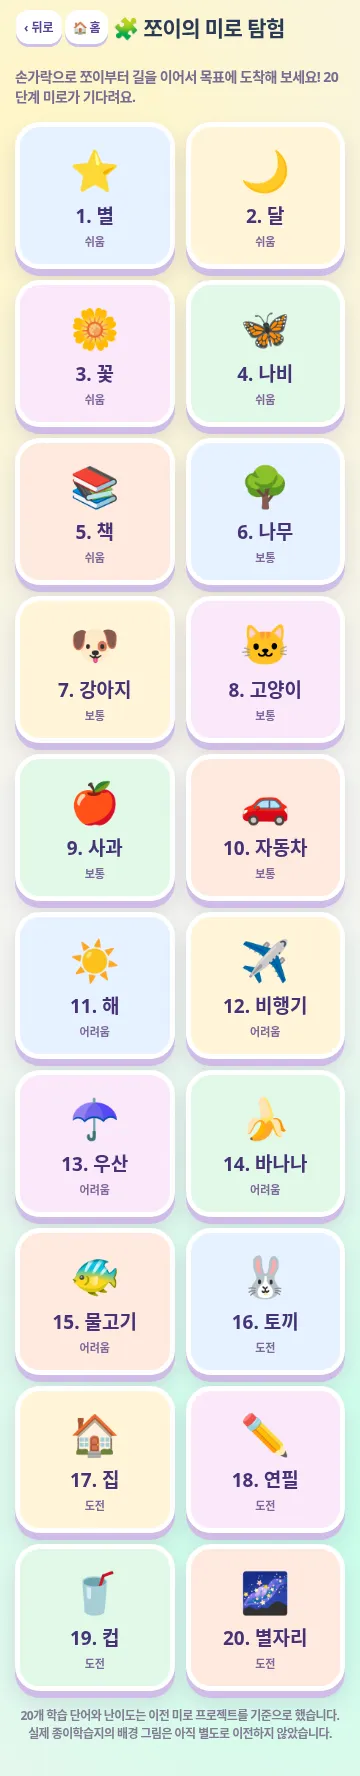 ‹ 뒤로 🏠 홈 🧩 쪼이의 미로 탐험
손가락으로 쪼이부터 길을 이어서 목표에 도착해 보세요! 20
단계 미로가 기다려요.
1. 별
쉬움
2. 달
쉬움
3. 꽃
쉬움
4. 나비
쉬움
5. 책
쉬움
6. 나무
보통
7. 강아지
보통
8. 고양이
보통
9. 사과
보통
10. 자동차
보통
11. 해
어려움
12. 비행기
어려움
13. 우산
어려움
14. 바나나
어려움
15. 물고기
어려움
16. 토끼
도전
17. 집
도전
18. 연필
도전
19. 컵
도전
20. 별자리
도전
20개 학습 단어와 난이도는 이전 미로 프로젝트를 기준으로 했습니다.
실제 종이학습지의 배경 그림은 아직 별도로 이전하지 않았습니다.